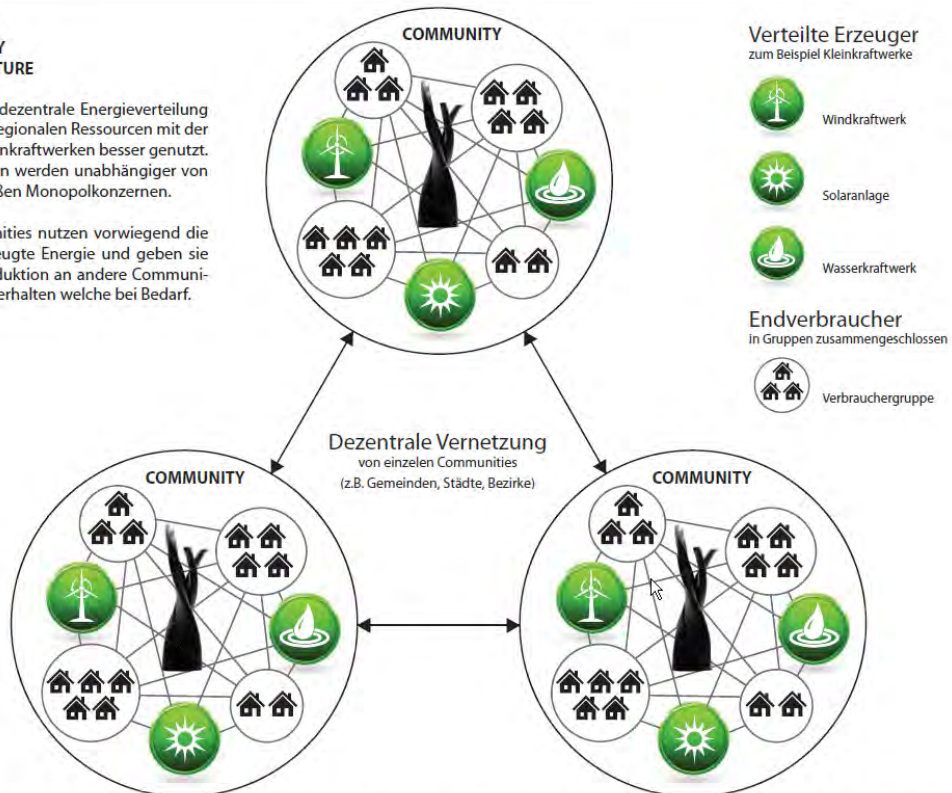 Y
TURE
dezentrale Energieverteilung
egionalen Ressourcen mit der
nkraftwerken besser genutzt.
n werden unabhängiger von
ßen Monopolkonzernen.
nities nutzen vorwiegend die
eugte Energie und geben sie
duktion an andere Communi-
erhalten welche bei Bedarf.
COMMUNITY
Verteilte Erzeuger
zum Beispiel Kleinkraftwerke
Windkraftwerk
Solaranlage
Wasserkraftwerk
Endverbraucher
in Gruppen zusammengeschlossen
Verbrauchergruppe
Dezentrale Vernetzung
von einzelen Communities
(z.B. Gemeinden, Städte, Bezirke)
COMMUNITY
COMMUNITY